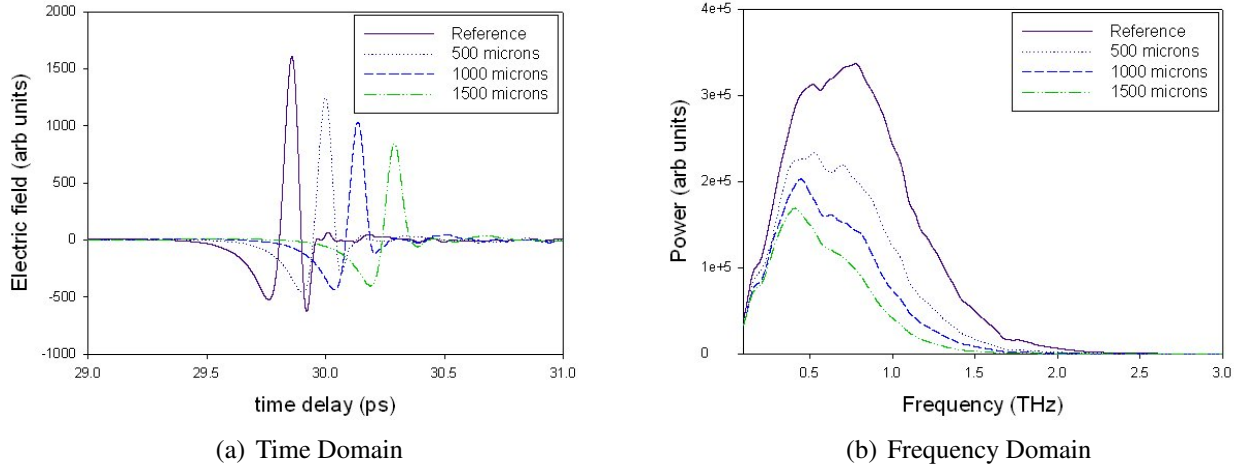 2000
1500
1000
500
0
-500
-1000
Electric field (arb units)
Reference
500 microns
1000 microns
1500 microns
29.0
29.5
30.0
30.5
31.0
time delay (ps)
(a) Time Domain
4e+5
3e+5
2e+5
1e+5
0
Power (arb units)
Reference
500 microns
1000 microns
1500 microns
0.5
1.0
1.5
2.0
2.5
3.0
Frequency (THz)
(b) Frequency Domain